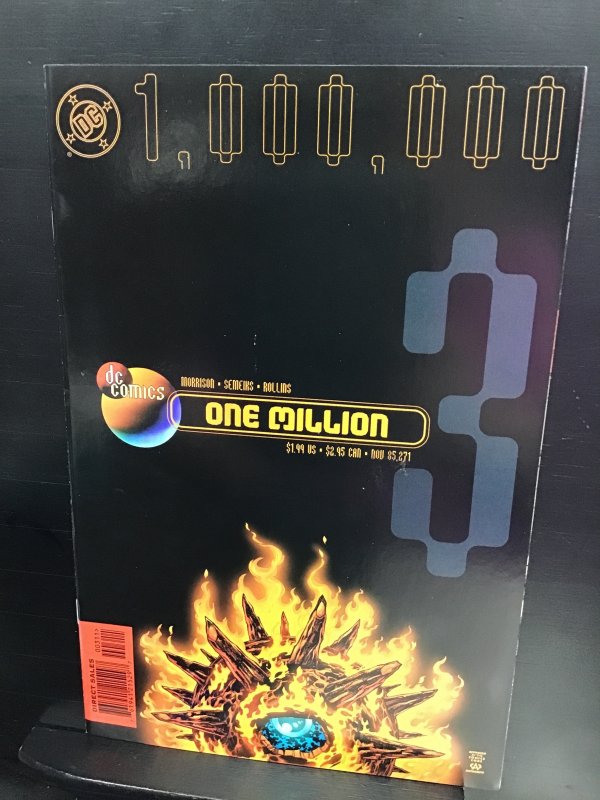 DC
1,000,000
3
dc comics
MORRISON • SEMEIKS • ROLLINS
ONE MILLION
$1.99 US • $2.95 CAN • NOV 85,271
DIRECT SALES
00311